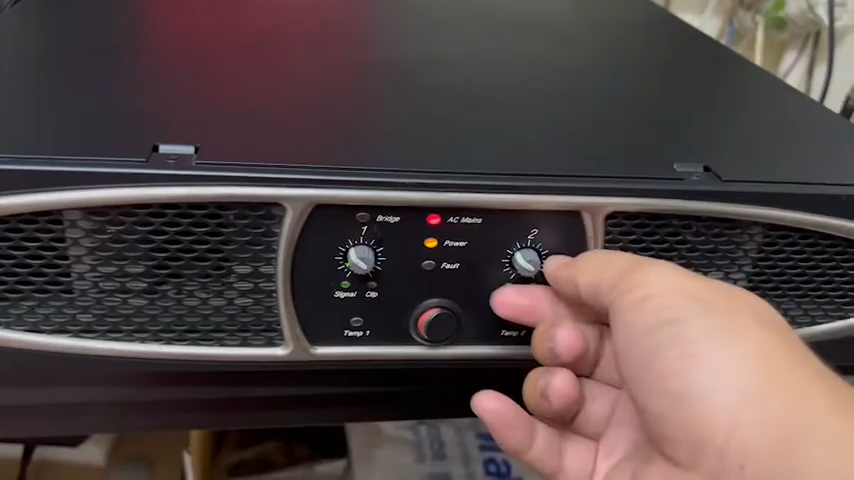 Bridge
AC Mains
1
2
Power
Fault
Signal
Clip
Temp 1
Temp 2